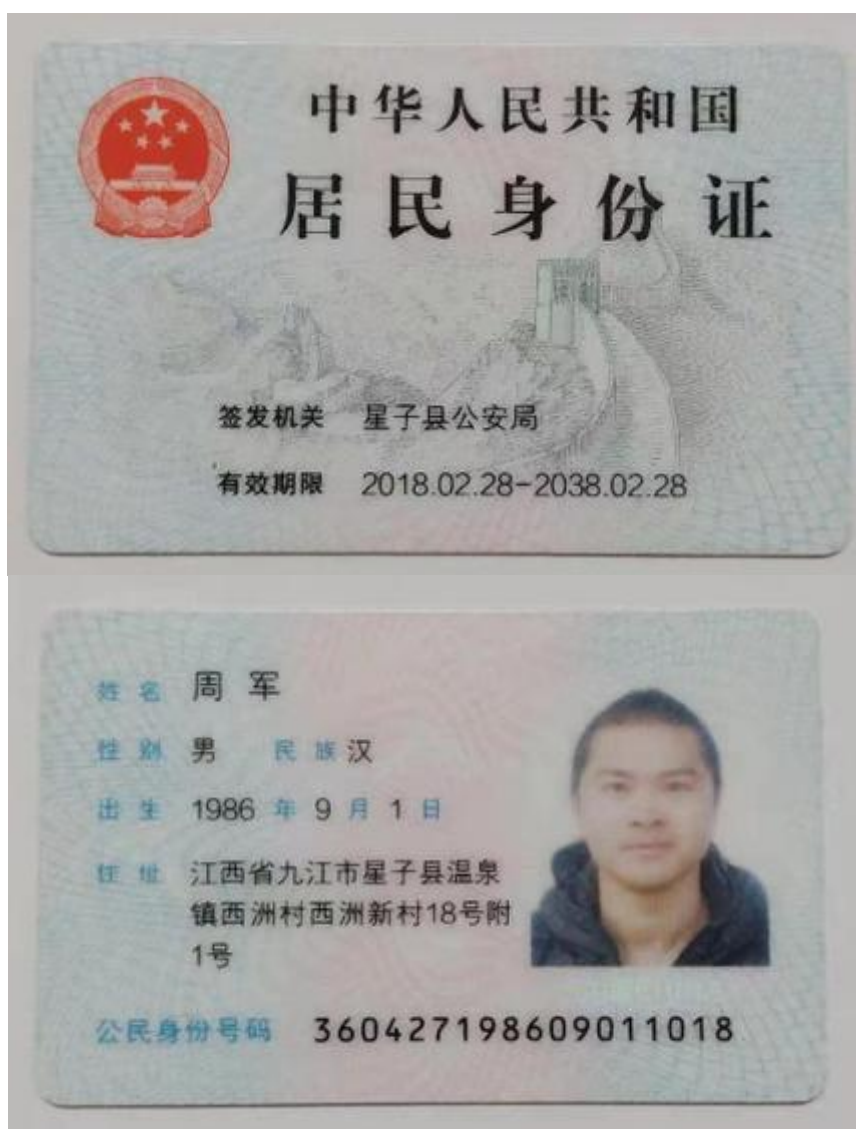 中华人民共和国
居民身份证
签发机关 星子县公安局
有效期限 2018.02.28-2038.02.28
姓名 周军
性别 男 民族 汉
出生 1986 年 9 月 1 日
住址 江西省九江市星子县温泉
镇西洲村西洲新村18号附
1号
公民身份号码 360427198609011018